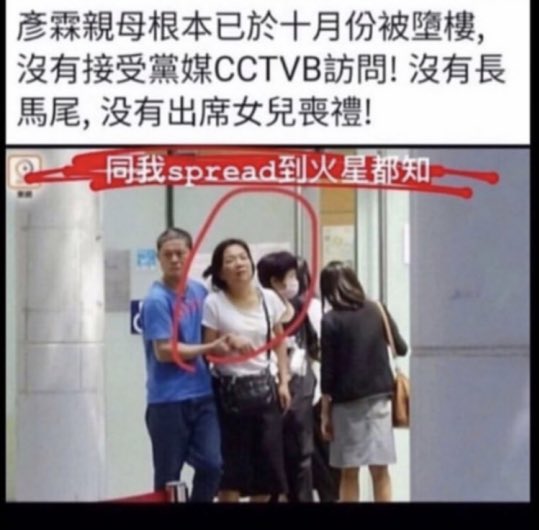 彥霖親母根本已於十月份被墮樓,
沒有接受黨媒CCTVB訪問! 沒有長
馬尾, 没有出席女兒喪禮!
同我spread到火星都知